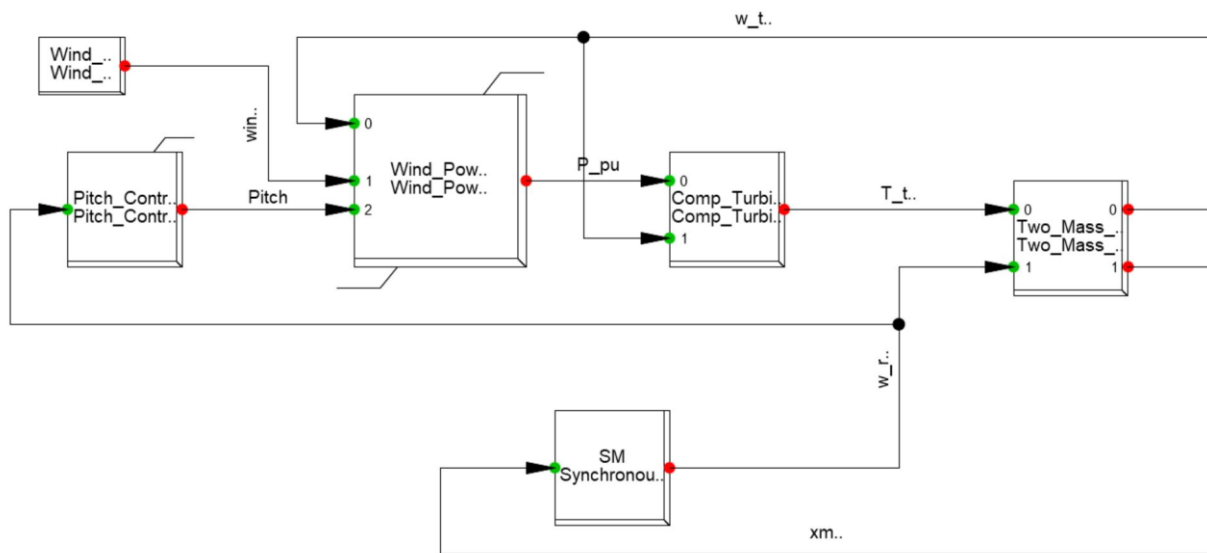 w_t..
Wind_..
Wind_..
win..
0
Wind_Pow..
Wind_Pow..
1
2
P_pu
0
Comp_Turbi..
Comp_Turbi..
1
Pitch_Contr..
Pitch_Contr..
Pitch
T_t..
0
0
Two_Mass_..
Two_Mass_..
1
1
w_r..
SM
Synchronou..
xm..